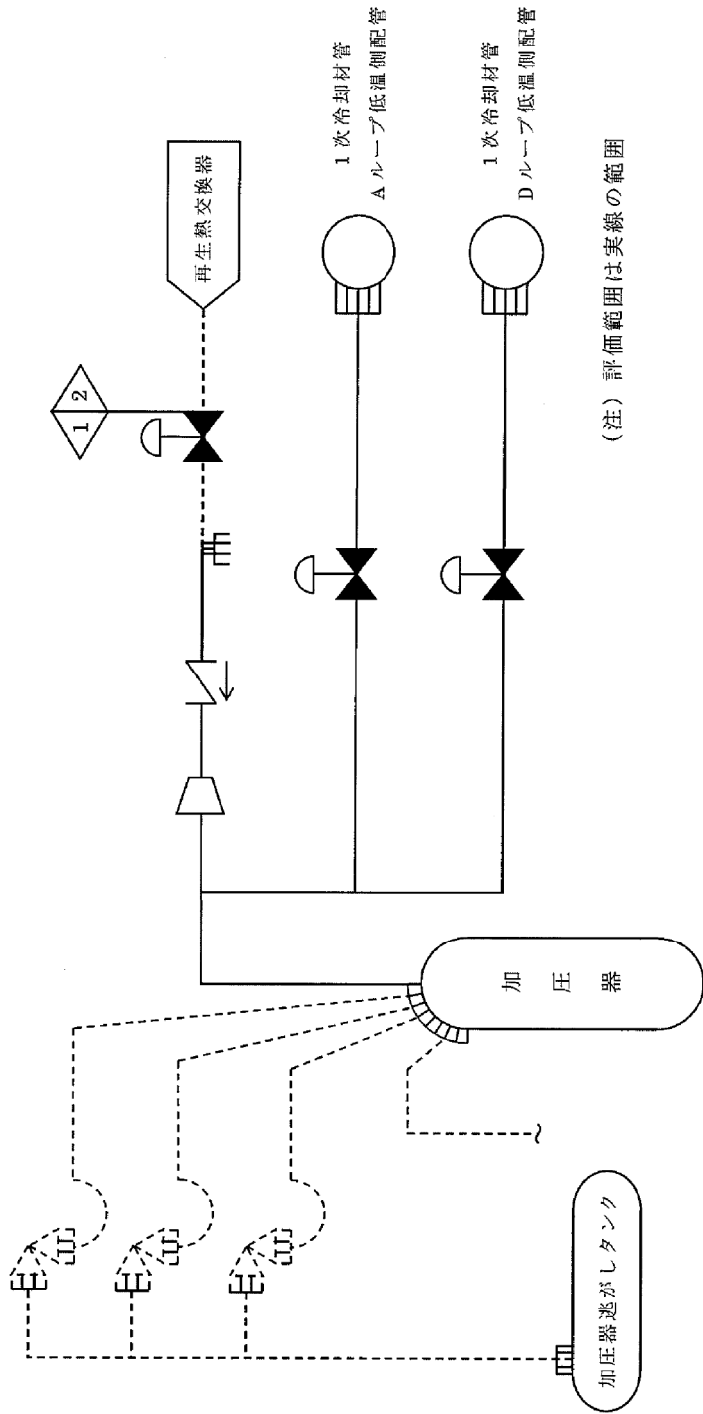 1 2
再生熱交換器
1次冷却材管
Aループ低温側配管
1次冷却材管
Dループ低温側配管
加圧器
加圧器逃がしタンク
(注) 評価範囲は実線の範囲